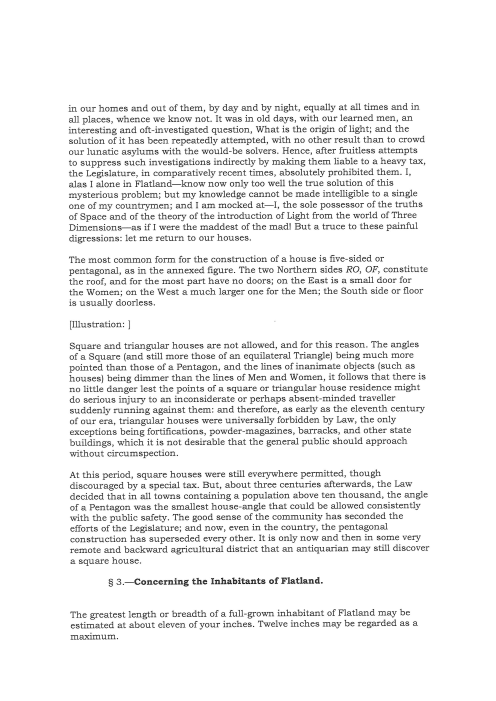 in our homes and out of them, by day and by night, equally at all times and in
all places, whence we know not. It was in old days, with our learned men, an
interesting and oft-investigated question, What is the origin of light; and the
solution of it has been repeatedly attempted, with no other result than to crowd
our lunatic asylums with the would-be solvers. Hence, after fruitless attempts
to suppress such investigations indirectly by making them liable to a heavy tax,
the Legislature, in comparatively recent times, absolutely prohibited them. I,
alas I alone in Flatland—know now only too well the true solution of this
mysterious problem; but my knowledge cannot be made intelligible to a single
one of my countrymen; and I am mocked at—I, the sole possessor of the truths
of Space and of the theory of the introduction of Light from the world of Three
Dimensions—as if I were the maddest of the mad! But a truce to these painful
digressions: let me return to our houses.
The most common form for the construction of a house is five-sided or
pentagonal, as in the annexed figure. The two Northern sides RO, OF, constitute
the roof, and for the most part have no doors; on the East is a small door for
the Women; on the West a much larger one for the Men; the South side or floor
is usually doorless.
[Illustration: ]
Square and triangular houses are not allowed, and for this reason. The angles
of a Square (and still more those of an equilateral Triangle) being much more
pointed than those of a Pentagon, and the lines of inanimate objects (such as
houses) being dimmer than the lines of Men and Women, it follows that there is
no little danger lest the points of a square or triangular house residence might
do serious injury to an inconsiderate or perhaps absent-minded traveller
suddenly running against them: and therefore, as early as the eleventh century
of our era, triangular houses were universally forbidden by Law, the only
exceptions being fortifications, powder-magazines, barracks, and other state
buildings, which it is not desirable that the general public should approach
without circumspection.
At this period, square houses were still everywhere permitted, though
discouraged by a special tax. But, about three centuries afterwards, the Law
decided that in all towns containing a population above ten thousand, the angle
of a Pentagon was the smallest house-angle that could be allowed consistently
with the public safety. The good sense of the community has seconded the
efforts of the Legislature; and now, even in the country, the pentagonal
construction has superseded every other. It is only now and then in some very
remote and backward agricultural district that an antiquarian may still discover
a square house.
§ 3.—Concerning the Inhabitants of Flatland.
The greatest length or breadth of a full-grown inhabitant of Flatland may be
estimated at about eleven of your inches. Twelve inches may be regarded as a
maximum.